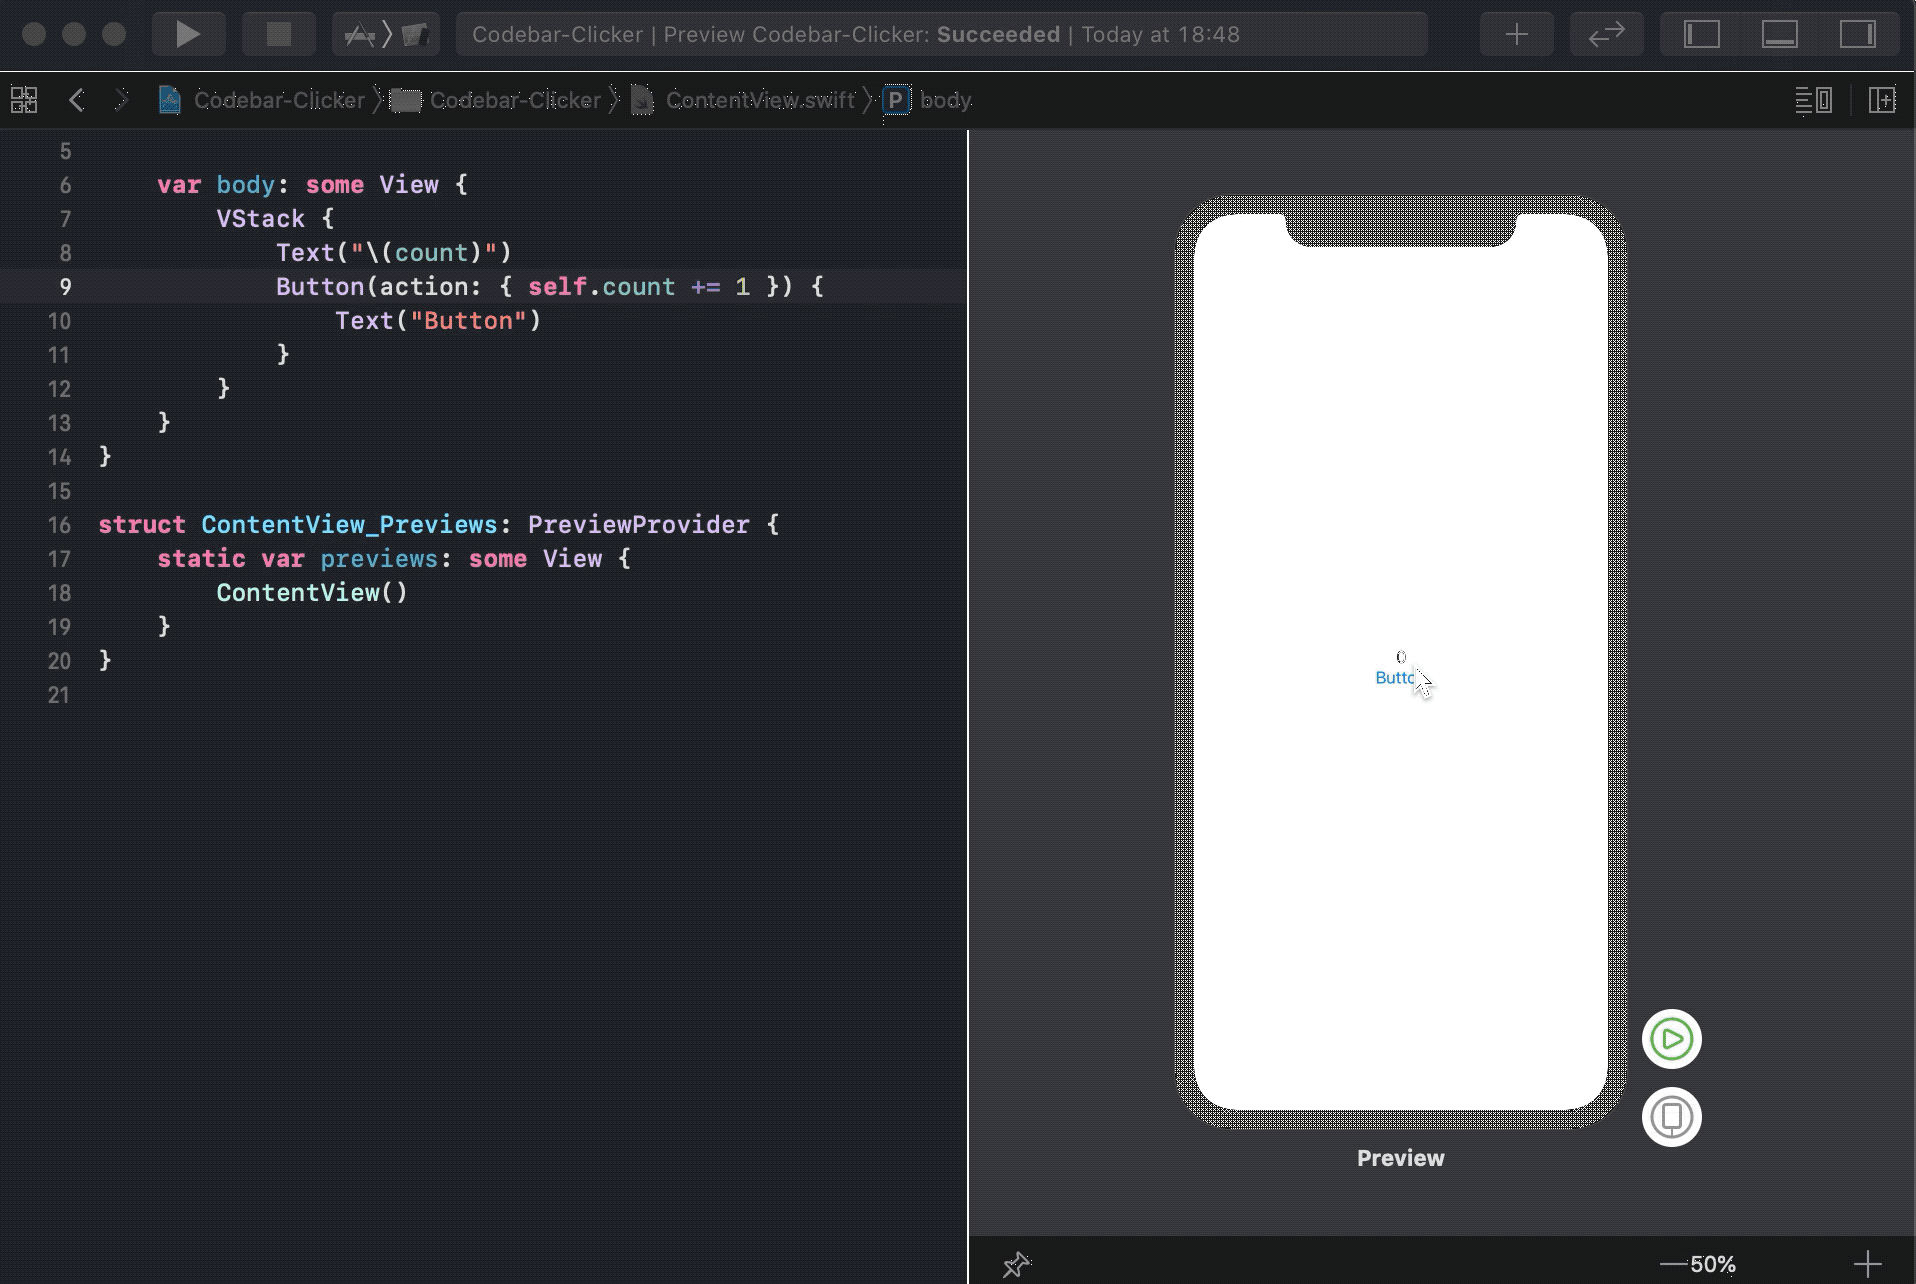 Codebar-Clicker | Preview Codebar-Clicker: Succeeded | Today at 18:48
Codebar-Clicker Codebar-Clicker ContentView.swift P body
5
6 var body: some View {
7 VStack {
8 Text("\(count)")
9 Button(action: { self.count += 1 }) {
10 Text("Button")
11 }
12 }
13 }
14 }
15
16 struct ContentView_Previews: PreviewProvider {
17 static var previews: some View {
18 ContentView()
19 }
20 }
21
0
Butto
Preview
50%